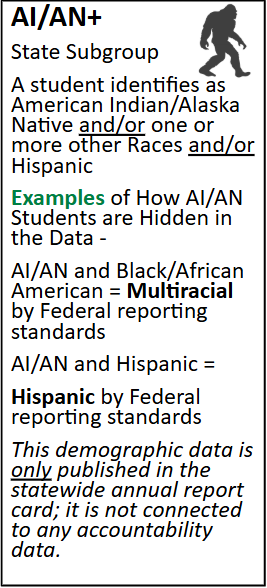 AI/AN+
State Subgroup
A student identifies as
American Indian/Alaska
Native and/or one or
more other Races and/or
Hispanic
Examples of How AI/AN
Students are Hidden in
the Data -
AI/AN and Black/African
American = Multiracial
by Federal reporting
standards
AI/AN and Hispanic =
Hispanic by Federal
reporting standards
This demographic data is
only published in the
statewide annual report
card; it is not connected
to any accountability
data.